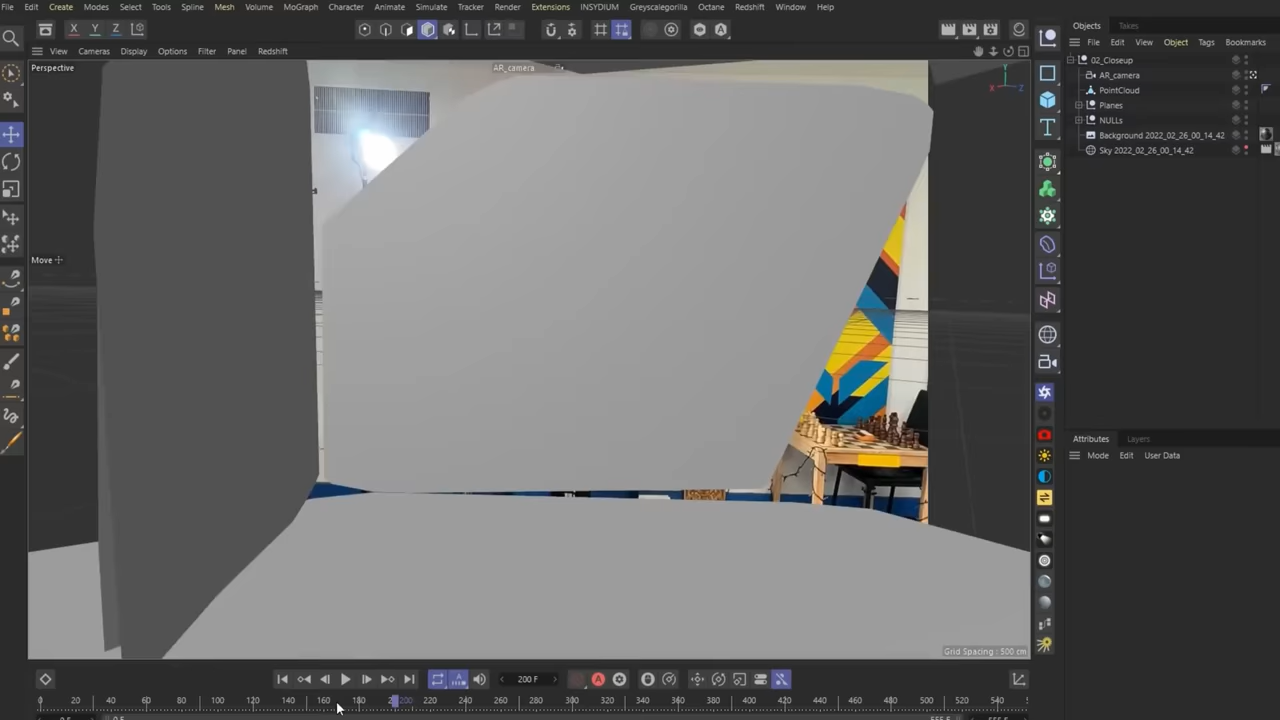 File Create Modes Select Tools Spline Mesh Volume MoGraph Character Animate Simulate Tracker Render Extensions INSYDIUM Greyscalegorilla Octane Redshift Window Help
X Y Z
Objects Takes
File Edit View Object Tags Bookmarks
View Cameras Display Options Filter Panel Redshift
Perspective
AR_camera
Y
X Z
02_Closeup
AR_camera
PointCloud
Planes
NULLs
Background 2022_02_26_00_14_42
Sky 2022_02_26_00_14_42
Move
Attributes Layers
Mode Edit User Data
Grid Spacing : 500 cm
200 F
0 20 40 60 80 100 120 140 160 180 200 220 240 260 280 300 320 340 360 380 400 420 440 460 480 500 520 540